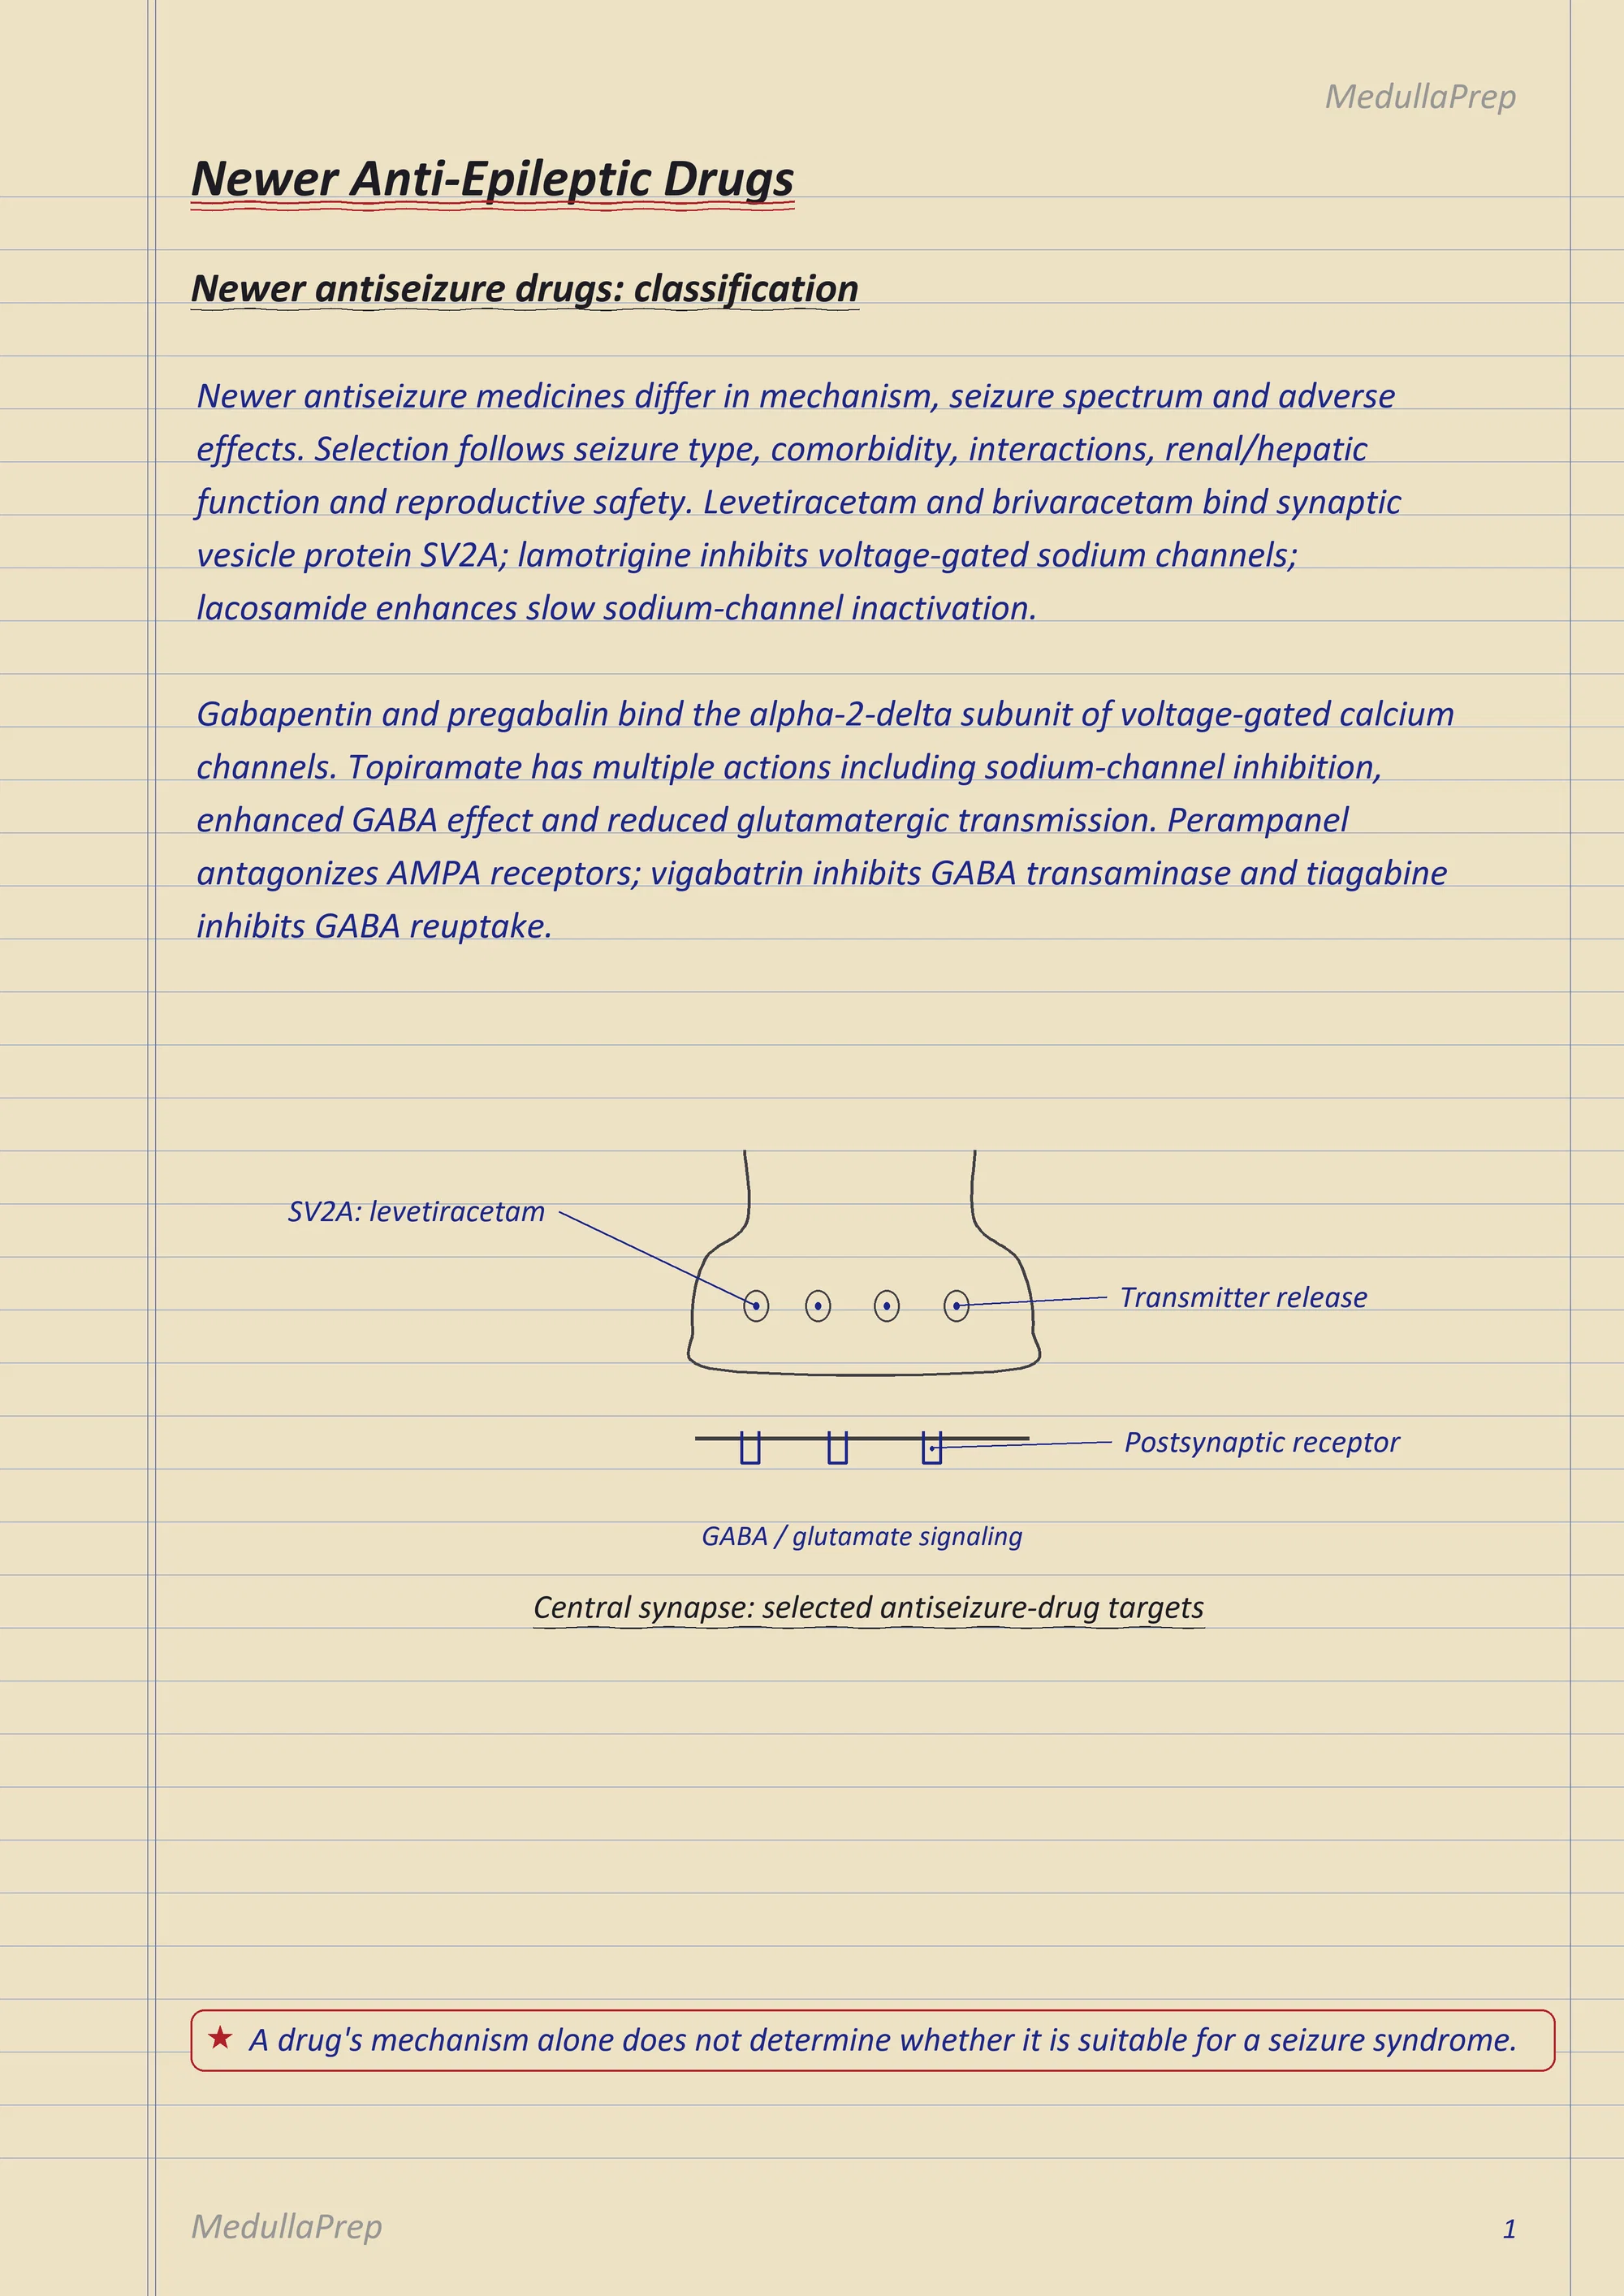 MedullaPrep
Newer Anti-Epileptic Drugs
Newer antiseizure drugs: classification
Newer antiseizure medicines differ in mechanism, seizure spectrum and adverse
effects. Selection follows seizure type, comorbidity, interactions, renal/hepatic
function and reproductive safety. Levetiracetam and brivaracetam bind synaptic
vesicle protein SV2A; lamotrigine inhibits voltage-gated sodium channels;
lacosamide enhances slow sodium-channel inactivation.
Gabapentin and pregabalin bind the alpha-2-delta subunit of voltage-gated calcium
channels. Topiramate has multiple actions including sodium-channel inhibition,
enhanced GABA effect and reduced glutamatergic transmission. Perampanel
antagonizes AMPA receptors; vigabatrin inhibits GABA transaminase and tiagabine
inhibits GABA reuptake.
SV2A: levetiracetam
Transmitter release
Postsynaptic receptor
GABA / glutamate signaling
Central synapse: selected antiseizure-drug targets
★ A drug's mechanism alone does not determine whether it is suitable for a seizure syndrome.
MedullaPrep
1